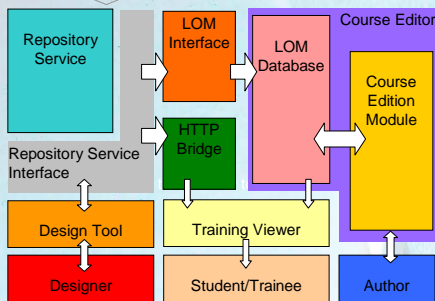 Repository
Service
LOM
Interface
LOM
Database
Course Editor
Course
Edition
Module
HTTP
Bridge
Repository Service
Interface
Design Tool
Training Viewer
Designer
Student/Trainee
Author